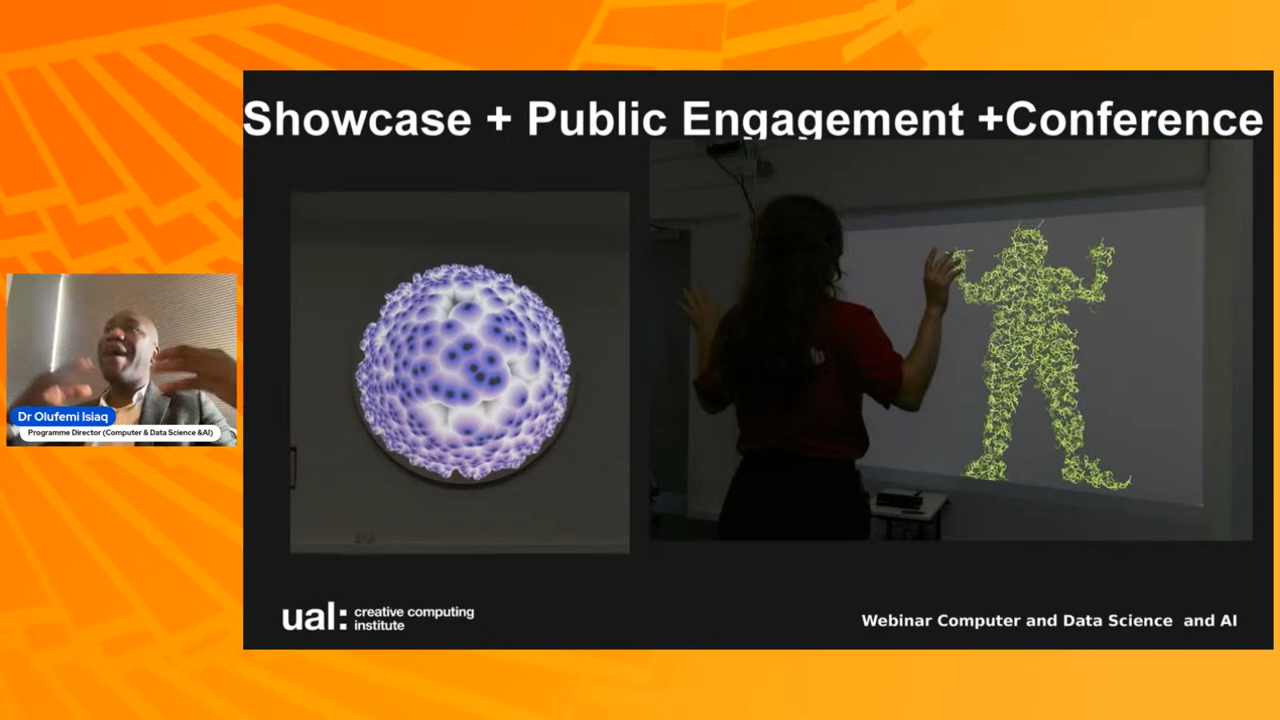 Showcase + Public Engagement +Conference
Dr Olufemi Isiaq
Programme Director (Computer & Data Science &AI)
ual: creative computing
institute
Webinar Computer and Data Science and AI